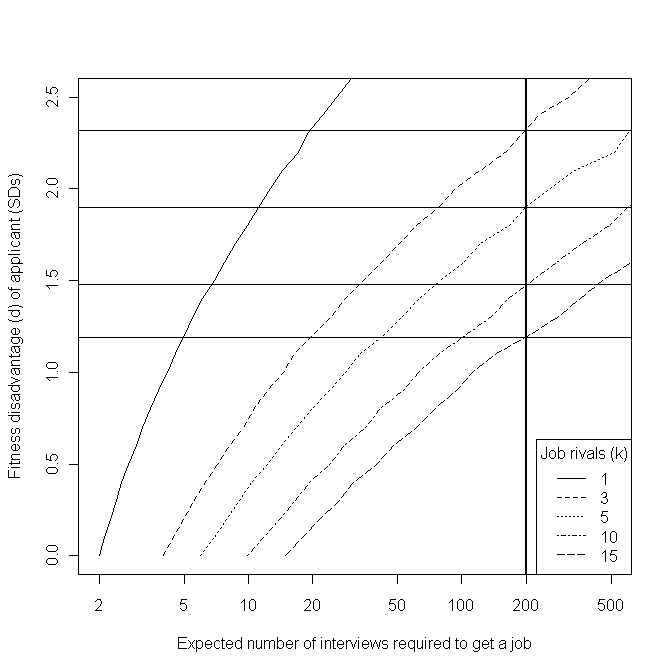 Fitness disadvantage (d) of applicant (SDs)
2.5
2.0
1.5
1.0
0.5
0.0
Job rivals (k)
1
3
5
10
15
2 5 10 20 50 100 200 500
Expected number of interviews required to get a job